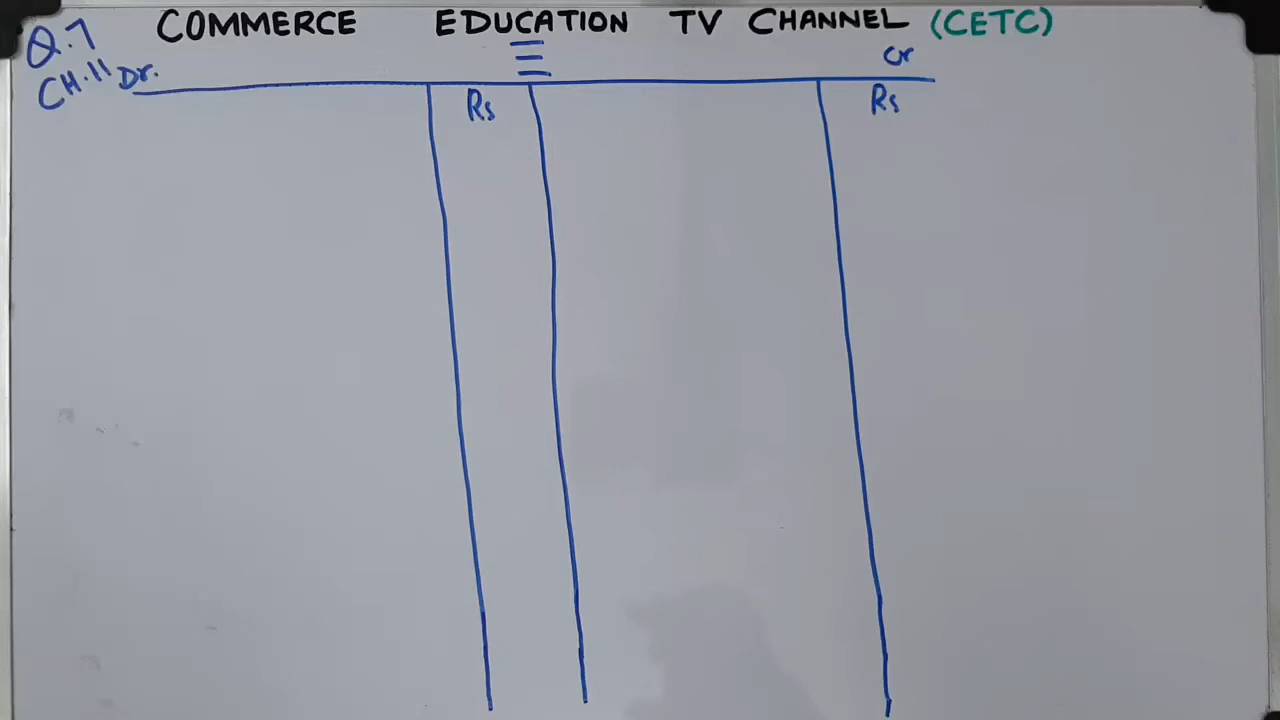 COMMERCE EDUCATION TV CHANNEL (CETC)
Q.7
CH.11
Dr. Cr
Rs Rs